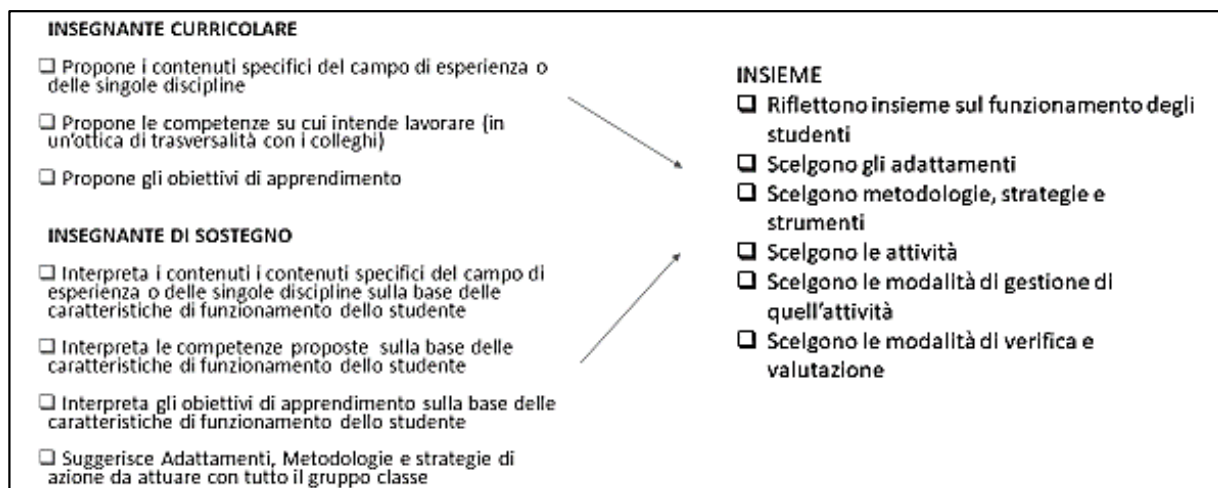 INSEGNANTE CURRICOLARE
❑ Propone i contenuti specifici del campo di esperienza o
delle singole discipline
❑ Propone le competenze su cui intende lavorare (in
un'ottica di trasversalità con i colleghi)
❑ Propone gli obiettivi di apprendimento
INSEGNANTE DI SOSTEGNO
❑ Interpreta i contenuti i contenuti specifici del campo di
esperienza o delle singole discipline sulla base delle
caratteristiche di funzionamento dello studente
❑ Interpreta le competenze proposte sulla base delle
caratteristiche di funzionamento dello studente
❑ Interpreta gli obiettivi di apprendimento sulla base delle
caratteristiche di funzionamento dello studente
❑ Suggerisce Adattamenti, Metodologie e strategie di
azione da attuare con tutto il gruppo classe
INSIEME
❑ Riflettono insieme sul funzionamento degli
studenti
❑ Scelgono gli adattamenti
❑ Scelgono metodologie, strategie e
strumenti
❑ Scelgono le attività
❑ Scelgono le modalità di gestione di
quell'attività
❑ Scelgono le modalità di verifica e
valutazione